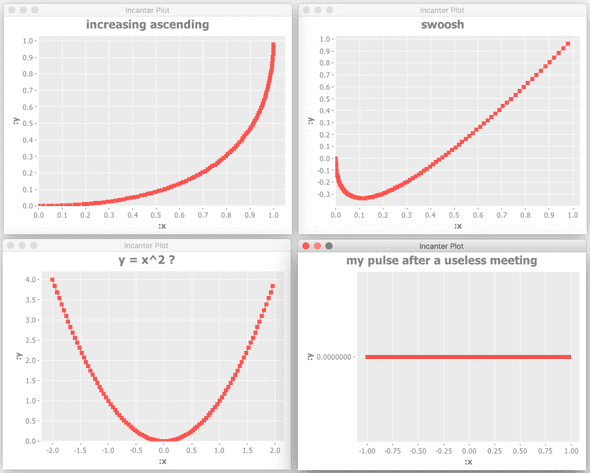 Incanter Plot
increasing ascending
1.0
0.9
0.8
0.7
0.6
0.5
0.4
0.3
0.2
0.1
0.0
:y
0.0 0.1 0.2 0.3 0.4 0.5 0.6 0.7 0.8 0.9 1.0
:x
Incanter Plot
swoosh
1.0
0.9
0.8
0.7
0.6
0.5
0.4
0.3
0.2
0.1
0.0
-0.1
-0.2
-0.3
:y
0.0 0.1 0.2 0.3 0.4 0.5 0.6 0.7 0.8 0.9 1.0
:x
Incanter Plot
y = x^2 ?
4.0
3.5
3.0
2.5
2.0
1.5
1.0
0.5
0.0
:y
-2.0 -1.5 -1.0 -0.5 0.0 0.5 1.0 1.5 2.0
:x
Incanter Plot
my pulse after a useless meeting
:y
0.0000000
-1.00 -0.75 -0.50 -0.25 0.00 0.25 0.50 0.75 1.00
:x